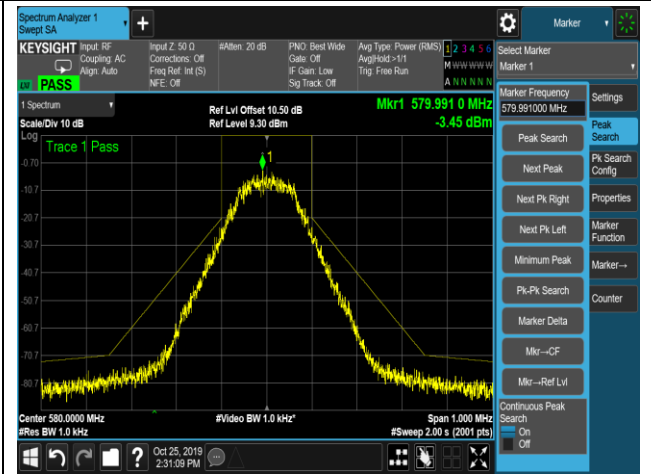 Spectrum Analyzer 1
Swept SA
Marker
KEYSIGHT
Input: RF
Coupling: AC
Align: Auto
Input Z: 50 Ω
Corrections: Off
Freq Ref: Int (S)
NFE: Off
#Atten: 20 dB
PNO: Best Wide
Gate: Off
IF Gain: Low
Sig Track: Off
Avg Type: Power (RMS)
Avg|Hold:>1/1
Trig: Free Run
1 2 3 4 5 6
M W W W W W
A N N N N N
PASS
Select Marker
Marker 1
1 Spectrum
Scale/Div 10 dB
Ref Lvl Offset 10.50 dB
Ref Level 9.30 dBm
Mkr1 579.991 0 MHz
-3.45 dBm
Log
Trace 1 Pass
1
-0.70
-10.7
-20.7
-30.7
-40.7
-50.7
-60.7
-70.7
-80.7
Center 580.0000 MHz
#Res BW 1.0 kHz
#Video BW 1.0 kHz*
Span 1.000 MHz
#Sweep 2.00 s (2001 pts)
Marker Frequency
579.991000 MHz
Peak Search
Next Peak
Next Pk Right
Next Pk Left
Minimum Peak
Pk-Pk Search
Marker Delta
Mkr→CF
Mkr→Ref Lvl
Continuous Peak
Search
On
Off
Settings
Peak
Search
Pk Search
Config
Properties
Marker
Function
Marker→
Counter
?
Oct 25, 2019
2:31:09 PM